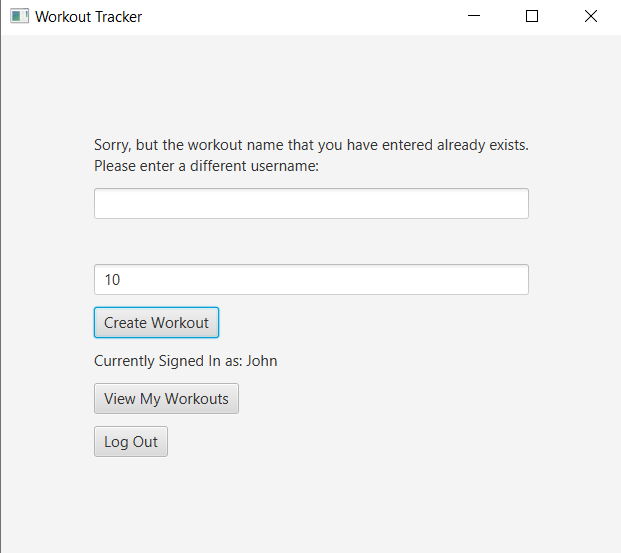 Workout Tracker
Sorry, but the workout name that you have entered already exists.
Please enter a different username:
10
Create Workout
Currently Signed In as: John
View My Workouts
Log Out